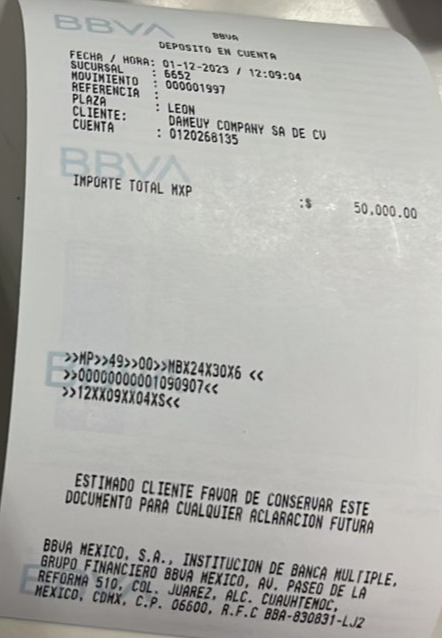 BBVA
BBVA
DEPOSITO EN CUENTA
FECHA / HORA: 01-12-2023 / 12:09:04
SUCURSAL : 6652
MOVIMIENTO : 000001997
REFERENCIA :
PLAZA : LEON
CLIENTE: DAMEUY COMPANY SA DE CV
CUENTA : 0120268135
BBVA
IMPORTE TOTAL MXP :$ 50,000.00
>>MP>>49>>00>>MBX24X30X6 <<
>>00000000001090907<<
>>12XX09XX04XS<<
ESTIMADO CLIENTE FAVOR DE CONSERVAR ESTE
DOCUMENTO PARA CUALQUIER ACLARACION FUTURA
BBVA MEXICO, S.A., INSTITUCION DE BANCA MULTIPLE,
GRUPO FINANCIERO BBVA MEXICO, AV. PASEO DE LA
REFORMA 510, COL. JUAREZ, ALC. CUAUHTEMOC,
MEXICO, CDMX, C.P. 06600, R.F.C BBA-830831-LJ2